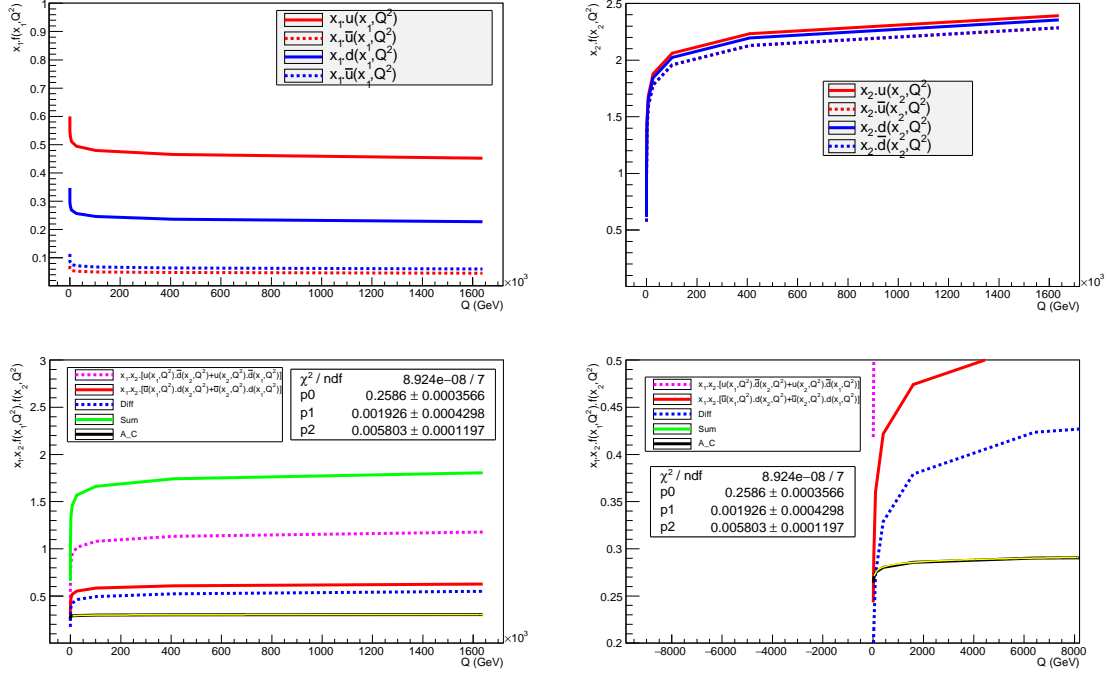 x₁.f(x₁,Q²)
1
0.9
0.8
0.7
0.6
0.5
0.4
0.3
0.2
0.1
x₁.u(x₁,Q²)
x₁.u̅(x₁,Q²)
x₁.d(x₁,Q²)
x₁.u̅(x₁,Q²)
0 200 400 600 800 1000 1200 1400 1600
×10³
Q (GeV)
x₂.f(x₂,Q²)
2.5
2
1.5
1
0.5
x₂.u(x₂,Q²)
x₂.u̅(x₂,Q²)
x₂.d(x₂,Q²)
x₂.d̅(x₂,Q²)
0 200 400 600 800 1000 1200 1400 1600
×10³
Q (GeV)
x₁.x₂.f(x₁,Q²).f(x₂,Q²)
3
2.5
2
1.5
1
0.5
x₁.x₂.[u(x₁,Q²).d̅(x₂,Q²)+u(x₂,Q²).d̅(x₁,Q²)]
x₁.x₂.[u̅(x₁,Q²).d(x₂,Q²)+u̅(x₂,Q²).d(x₁,Q²)]
Diff
Sum
A_C
χ² / ndf 8.924e−08 / 7
p0 0.2586 ± 0.0003566
p1 0.001926 ± 0.0004298
p2 0.005803 ± 0.0001197
0 200 400 600 800 1000 1200 1400 1600
×10³
Q (GeV)
x₁.x₂.f(x₁,Q²).f(x₂,Q²)
0.5
0.45
0.4
0.35
0.3
0.25
0.2
x₁.x₂.[u(x₁,Q²).d̅(x₂,Q²)+u(x₂,Q²).d̅(x₁,Q²)]
x₁.x₂.[u̅(x₁,Q²).d(x₂,Q²)+u̅(x₂,Q²).d(x₁,Q²)]
Diff
Sum
A_C
χ² / ndf 8.924e−08 / 7
p0 0.2586 ± 0.0003566
p1 0.001926 ± 0.0004298
p2 0.005803 ± 0.0001197
−8000 −6000 −4000 −2000 0 2000 4000 6000 8000
Q (GeV)